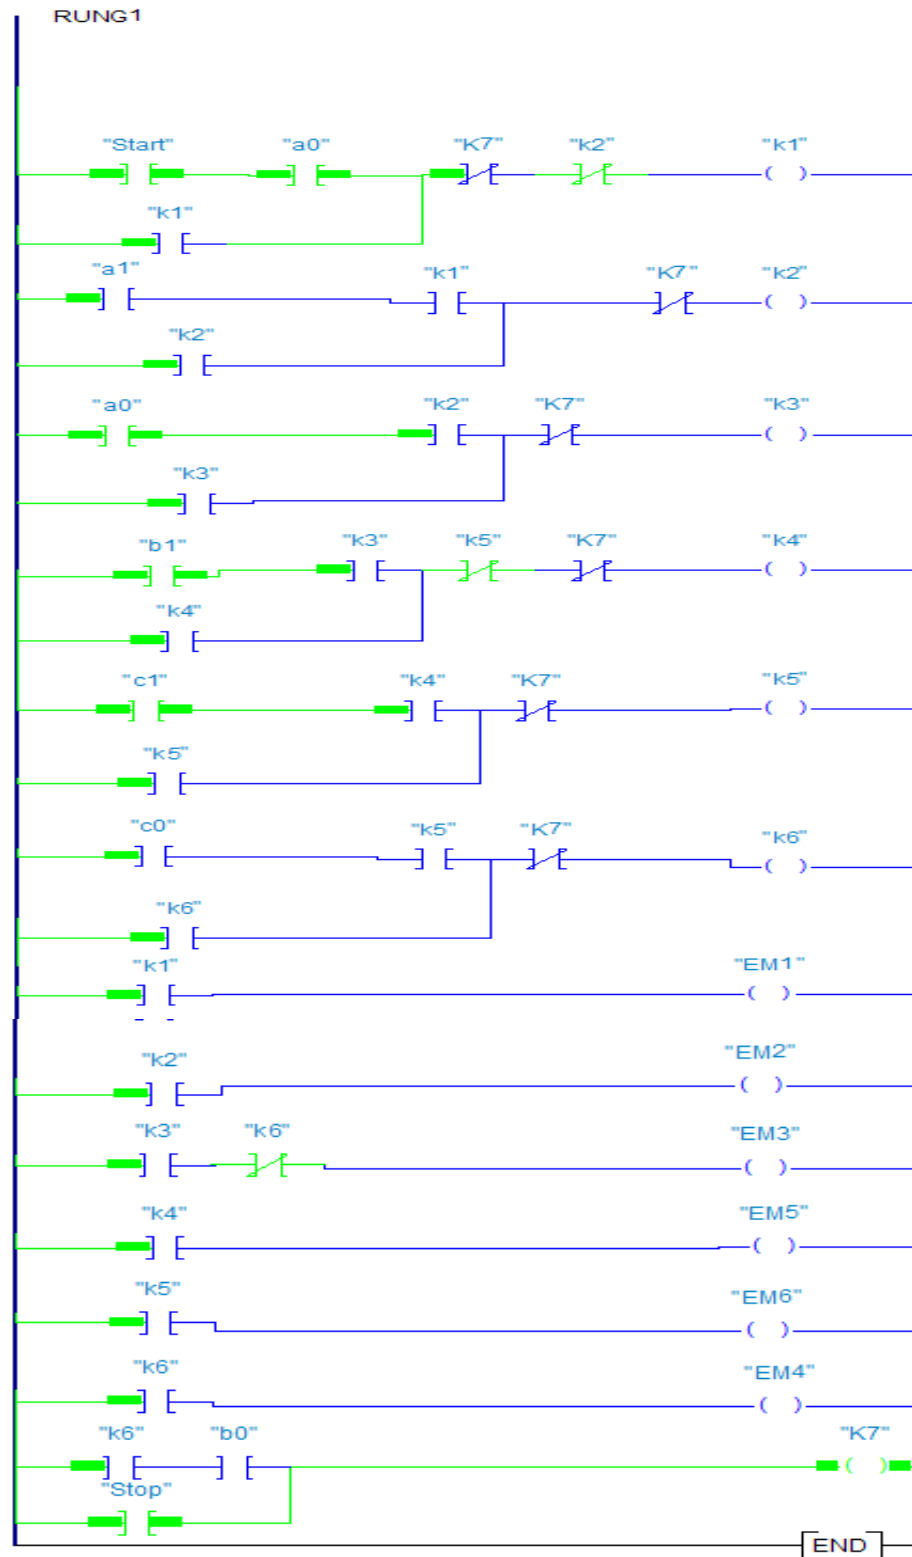 RUNG1
"Start" "a0" "K7" "k2" "k1"
"k1"
"a1" "k1" "K7" "k2"
"k2"
"a0" "k2" "K7" "k3"
"k3"
"b1" "k3" "k5" "K7" "k4"
"k4"
"c1" "k4" "K7" "k5"
"k5"
"c0" "k5" "K7" "k6"
"k6"
"k1" "EM1"
"k2" "EM2"
"k3" "k6" "EM3"
"k4" "EM5"
"k5" "EM6"
"k6" "EM4"
"k6" "b0" "K7"
"Stop"
END